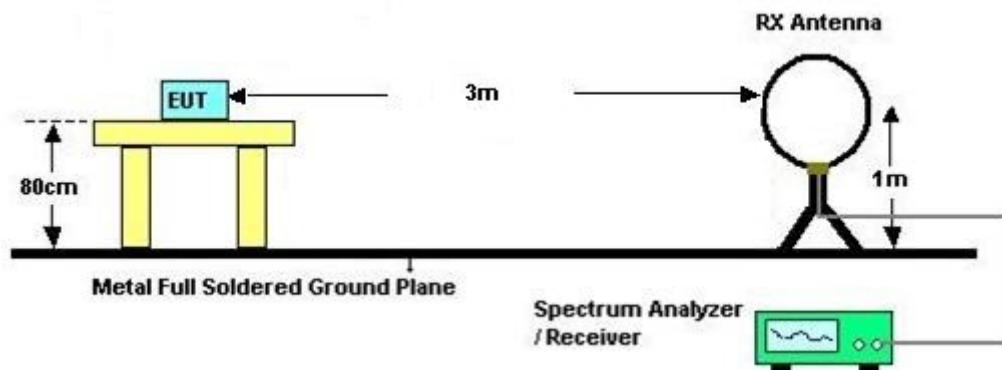 RX Antenna
EUT
3m
80cm
1m
Metal Full Soldered Ground Plane
Spectrum Analyzer
/ Receiver